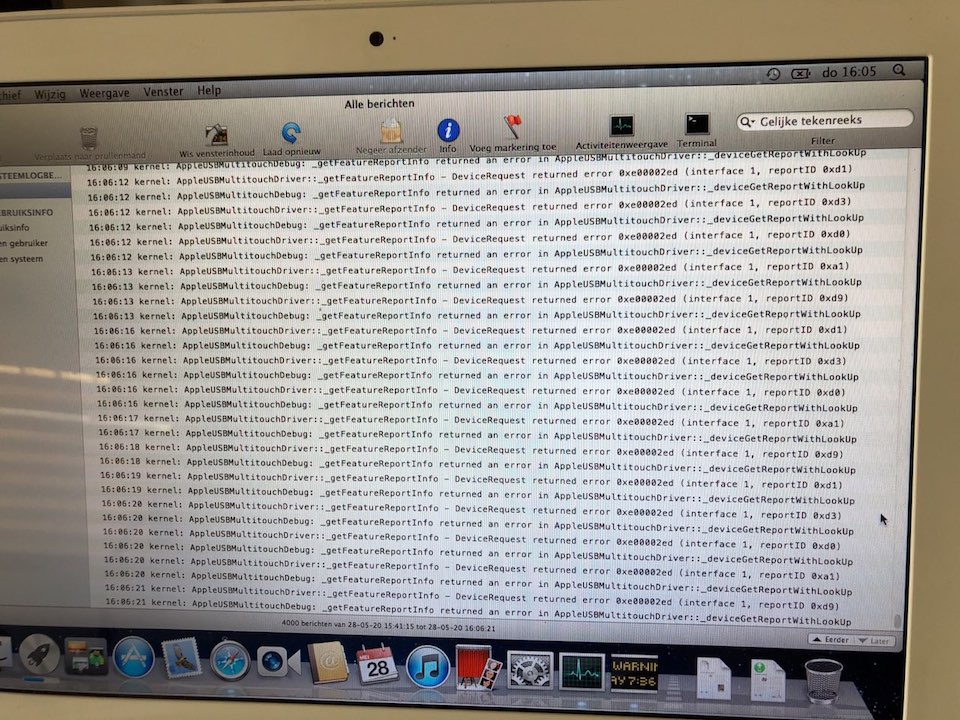 hief Wijzig Weergave Venster Help
do 16:05
Alle berichten
Verplaats naar prullenmand Wis vensterinhoud Laad opnieuw Negeer afzender Info Voeg markering toe Activiteitenweergave Terminal Filter
Gelijke tekenreeks
STEEMLOGBE...
EBRUIKSINFO
uiksinfo
en gebruiker
en systeem
16:06:09 kernel: AppleUSBMultitouchDebug: _getFeatureReportInfo returned an error in AppleUSBMultitouchDriver::_deviceGetReportWithLookUp
16:06:12 kernel: AppleUSBMultitouchDriver::_getFeatureReportInfo - DeviceRequest returned error 0xe00002ed (interface 1, reportID 0xd1)
16:06:12 kernel: AppleUSBMultitouchDebug: _getFeatureReportInfo returned an error in AppleUSBMultitouchDriver::_deviceGetReportWithLookUp
16:06:12 kernel: AppleUSBMultitouchDriver::_getFeatureReportInfo - DeviceRequest returned error 0xe00002ed (interface 1, reportID 0xd3)
16:06:12 kernel: AppleUSBMultitouchDebug: _getFeatureReportInfo returned an error in AppleUSBMultitouchDriver::_deviceGetReportWithLookUp
16:06:12 kernel: AppleUSBMultitouchDriver::_getFeatureReportInfo - DeviceRequest returned error 0xe00002ed (interface 1, reportID 0xd0)
16:06:12 kernel: AppleUSBMultitouchDebug: _getFeatureReportInfo returned an error in AppleUSBMultitouchDriver::_deviceGetReportWithLookUp
16:06:13 kernel: AppleUSBMultitouchDriver::_getFeatureReportInfo - DeviceRequest returned error 0xe00002ed (interface 1, reportID 0xa1)
16:06:13 kernel: AppleUSBMultitouchDebug: _getFeatureReportInfo returned an error in AppleUSBMultitouchDriver::_deviceGetReportWithLookUp
16:06:13 kernel: AppleUSBMultitouchDriver::_getFeatureReportInfo - DeviceRequest returned error 0xe00002ed (interface 1, reportID 0xd9)
16:06:13 kernel: AppleUSBMultitouchDebug: _getFeatureReportInfo returned an error in AppleUSBMultitouchDriver::_deviceGetReportWithLookUp
16:06:16 kernel: AppleUSBMultitouchDriver::_getFeatureReportInfo - DeviceRequest returned error 0xe00002ed (interface 1, reportID 0xd1)
16:06:16 kernel: AppleUSBMultitouchDebug: _getFeatureReportInfo returned an error in AppleUSBMultitouchDriver::_deviceGetReportWithLookUp
16:06:16 kernel: AppleUSBMultitouchDriver::_getFeatureReportInfo - DeviceRequest returned error 0xe00002ed (interface 1, reportID 0xd3)
16:06:16 kernel: AppleUSBMultitouchDebug: _getFeatureReportInfo returned an error in AppleUSBMultitouchDriver::_deviceGetReportWithLookUp
16:06:16 kernel: AppleUSBMultitouchDriver::_getFeatureReportInfo - DeviceRequest returned error 0xe00002ed (interface 1, reportID 0xd0)
16:06:16 kernel: AppleUSBMultitouchDebug: _getFeatureReportInfo returned an error in AppleUSBMultitouchDriver::_deviceGetReportWithLookUp
16:06:17 kernel: AppleUSBMultitouchDriver::_getFeatureReportInfo - DeviceRequest returned error 0xe00002ed (interface 1, reportID 0xa1)
16:06:17 kernel: AppleUSBMultitouchDebug: _getFeatureReportInfo returned an error in AppleUSBMultitouchDriver::_deviceGetReportWithLookUp
16:06:18 kernel: AppleUSBMultitouchDriver::_getFeatureReportInfo - DeviceRequest returned error 0xe00002ed (interface 1, reportID 0xd9)
16:06:18 kernel: AppleUSBMultitouchDebug: _getFeatureReportInfo returned an error in AppleUSBMultitouchDriver::_deviceGetReportWithLookUp
16:06:19 kernel: AppleUSBMultitouchDriver::_getFeatureReportInfo - DeviceRequest returned error 0xe00002ed (interface 1, reportID 0xd1)
16:06:19 kernel: AppleUSBMultitouchDebug: _getFeatureReportInfo returned an error in AppleUSBMultitouchDriver::_deviceGetReportWithLookUp
16:06:20 kernel: AppleUSBMultitouchDriver::_getFeatureReportInfo - DeviceRequest returned error 0xe00002ed (interface 1, reportID 0xd3)
16:06:20 kernel: AppleUSBMultitouchDebug: _getFeatureReportInfo returned an error in AppleUSBMultitouchDriver::_deviceGetReportWithLookUp
16:06:20 kernel: AppleUSBMultitouchDriver::_getFeatureReportInfo - DeviceRequest returned error 0xe00002ed (interface 1, reportID 0xd0)
16:06:20 kernel: AppleUSBMultitouchDebug: _getFeatureReportInfo returned an error in AppleUSBMultitouchDriver::_deviceGetReportWithLookUp
16:06:20 kernel: AppleUSBMultitouchDriver::_getFeatureReportInfo - DeviceRequest returned error 0xe00002ed (interface 1, reportID 0xa1)
16:06:20 kernel: AppleUSBMultitouchDebug: _getFeatureReportInfo returned an error in AppleUSBMultitouchDriver::_deviceGetReportWithLookUp
16:06:21 kernel: AppleUSBMultitouchDriver::_getFeatureReportInfo - DeviceRequest returned error 0xe00002ed (interface 1, reportID 0xd9)
16:06:21 kernel: AppleUSBMultitouchDebug: _getFeatureReportInfo returned an error in AppleUSBMultitouchDriver::_deviceGetReportWithLookUp
4000 berichten van 28-05-20 15:41:15 tot 28-05-20 16:06:21
Eerder Later
MEI
28
WARNIN
AY 7:36